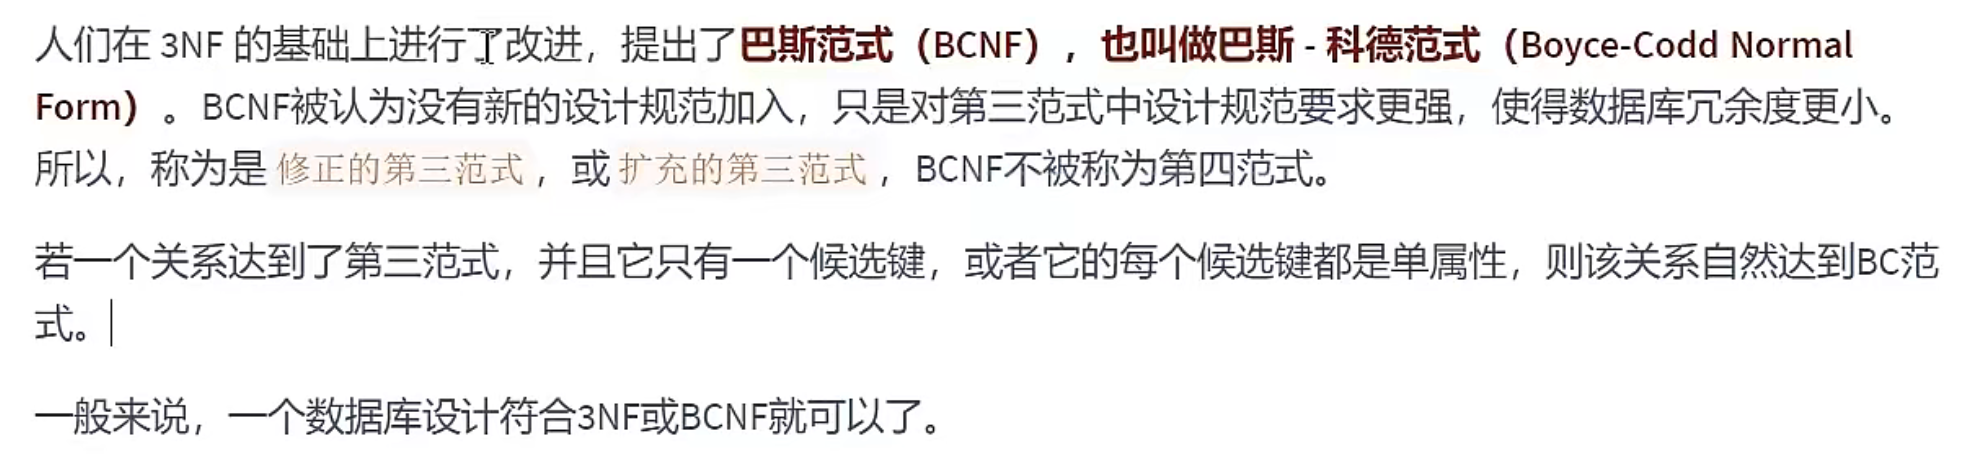 人们在 3NF 的基础上进行了改进，提出了巴斯范式（BCNF），也叫做巴斯 - 科德范式（Boyce-Codd Normal
Form）。BCNF被认为没有新的设计规范加入，只是对第三范式中设计规范要求更强，使得数据库冗余度更小。
所以，称为是 修正的第三范式 ，或 扩充的第三范式 ，BCNF不被称为第四范式。
若一个关系达到了第三范式，并且它只有一个候选键，或者它的每个候选键都是单属性，则该关系自然达到BC范
式。
一般来说，一个数据库设计符合3NF或BCNF就可以了。